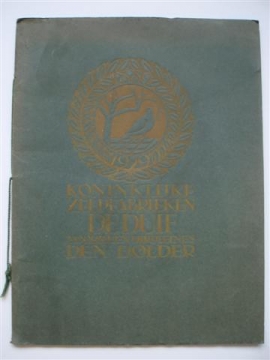 KONINKLIJKE
ZEEPFABRIEKEN
DE DUIF
DEN DOLDER